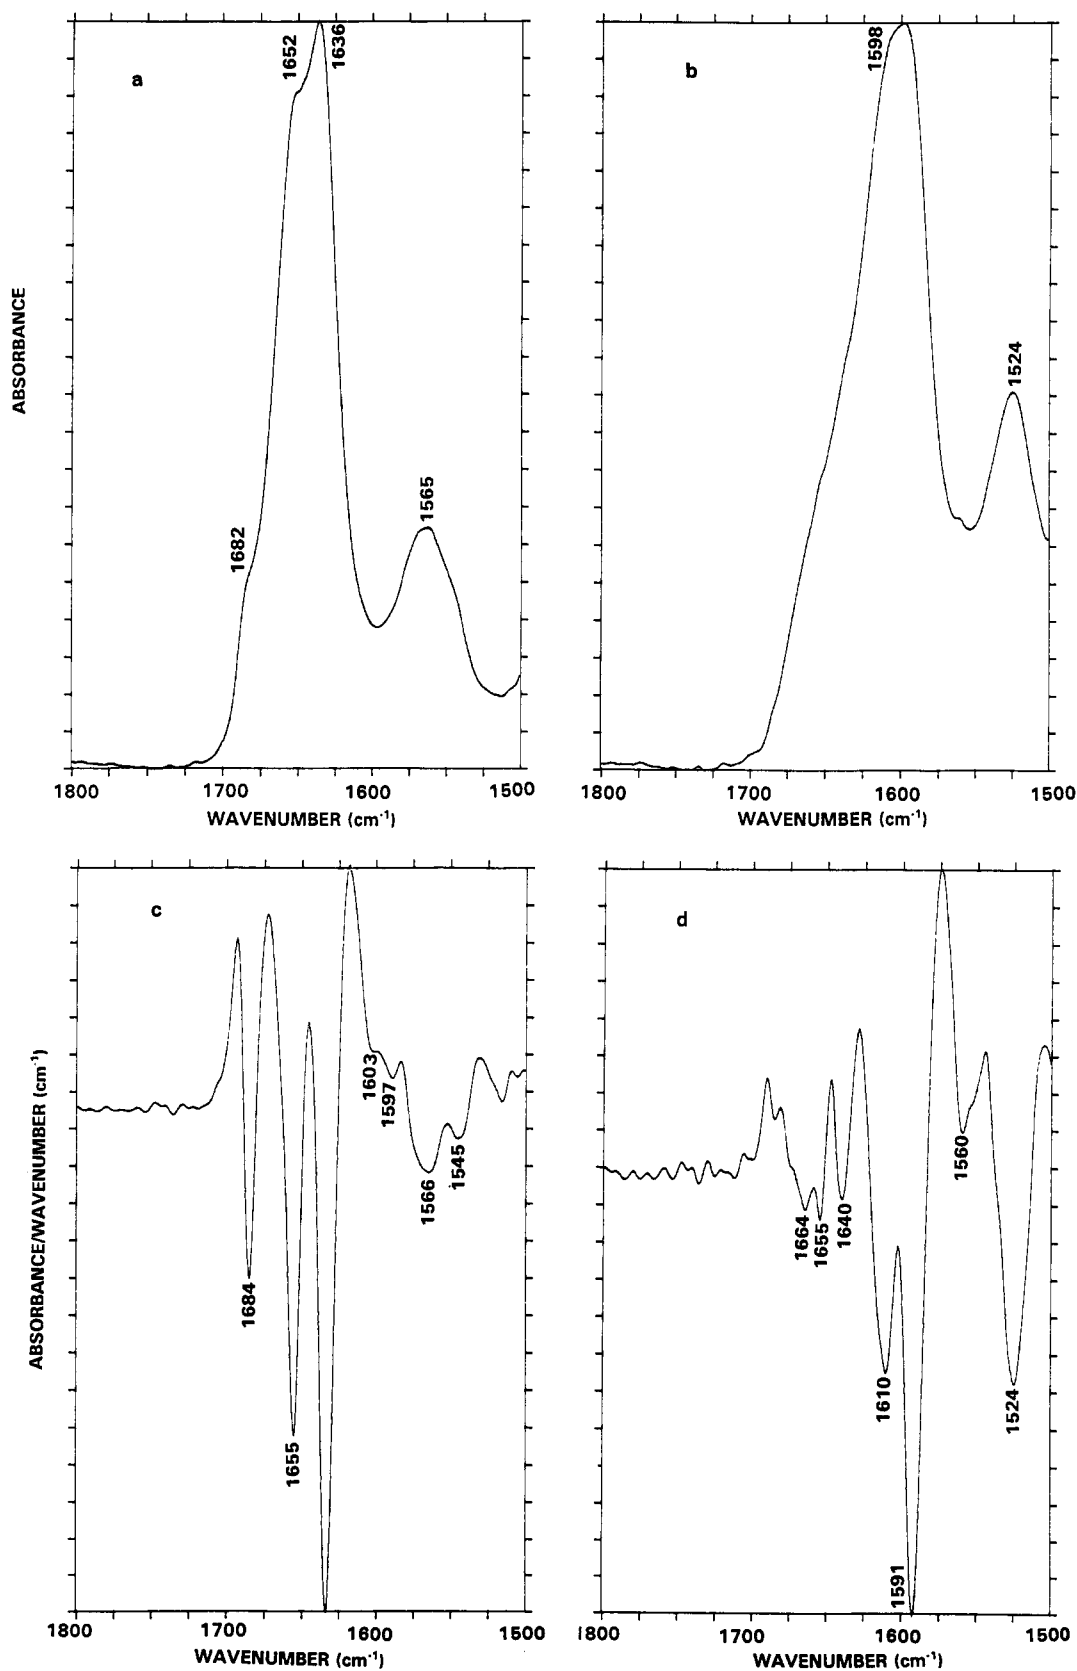 a
1652
1636
1682
1565
ABSORBANCE
1800 1700 1600 1500
WAVENUMBER (cm⁻¹)
b
1598
1524
1800 1700 1600 1500
WAVENUMBER (cm⁻¹)
c
1603
1597
1566
1545
1684
1655
ABSORBANCE/WAVENUMBER (cm⁻¹)
1800 1700 1600 1500
WAVENUMBER (cm⁻¹)
d
1664
1655
1640
1560
1610
1524
1591
1800 1700 1600 1500
WAVENUMBER (cm⁻¹)